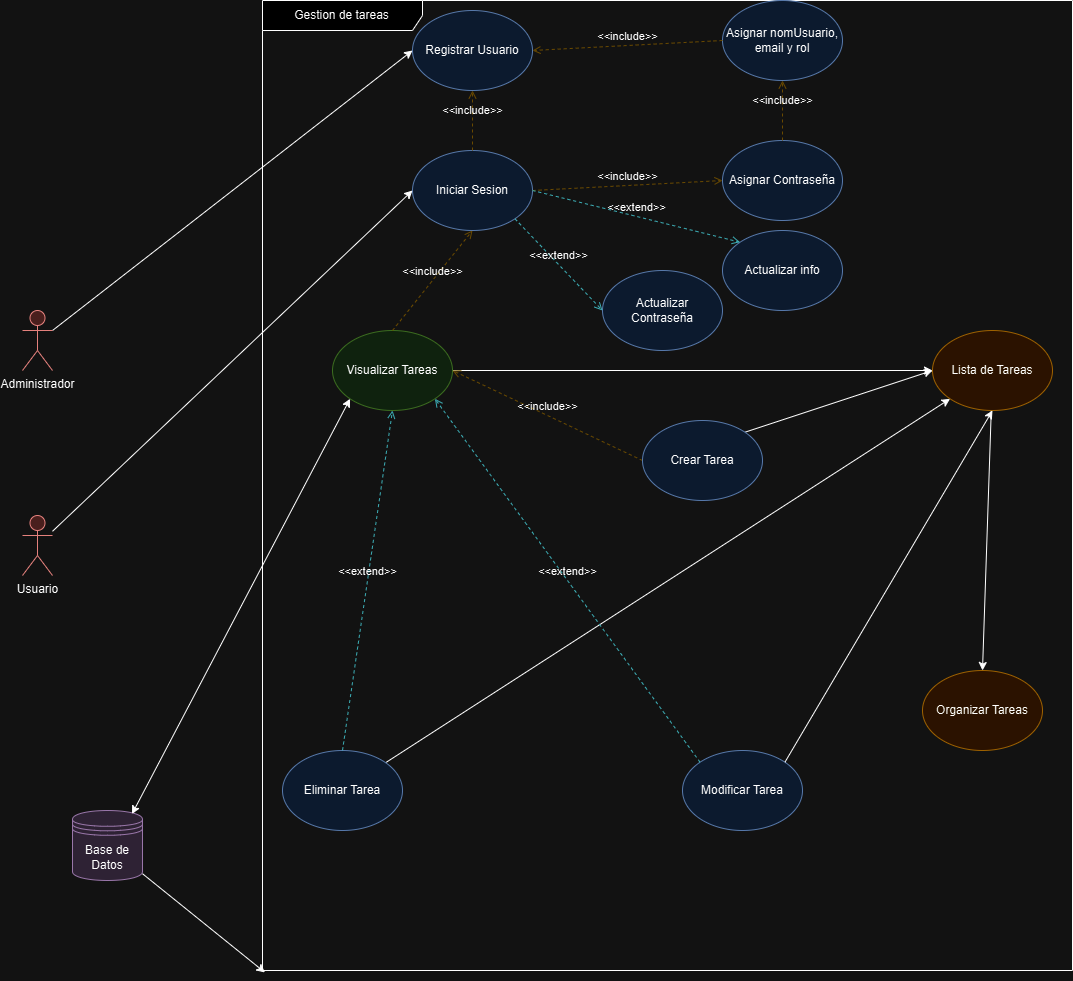 Gestion de tareas
Registrar Usuario
<<include>>
Asignar nomUsuario,
email y rol
<<include>>
<<include>>
Iniciar Sesion
<<include>>
Asignar Contraseña
<<extend>>
<<extend>>
Actualizar info
<<include>>
Actualizar
Contraseña
Administrador
Visualizar Tareas
Lista de Tareas
<<include>>
Crear Tarea
Usuario
<<extend>>
<<extend>>
Organizar Tareas
Eliminar Tarea
Modificar Tarea
Base de
Datos